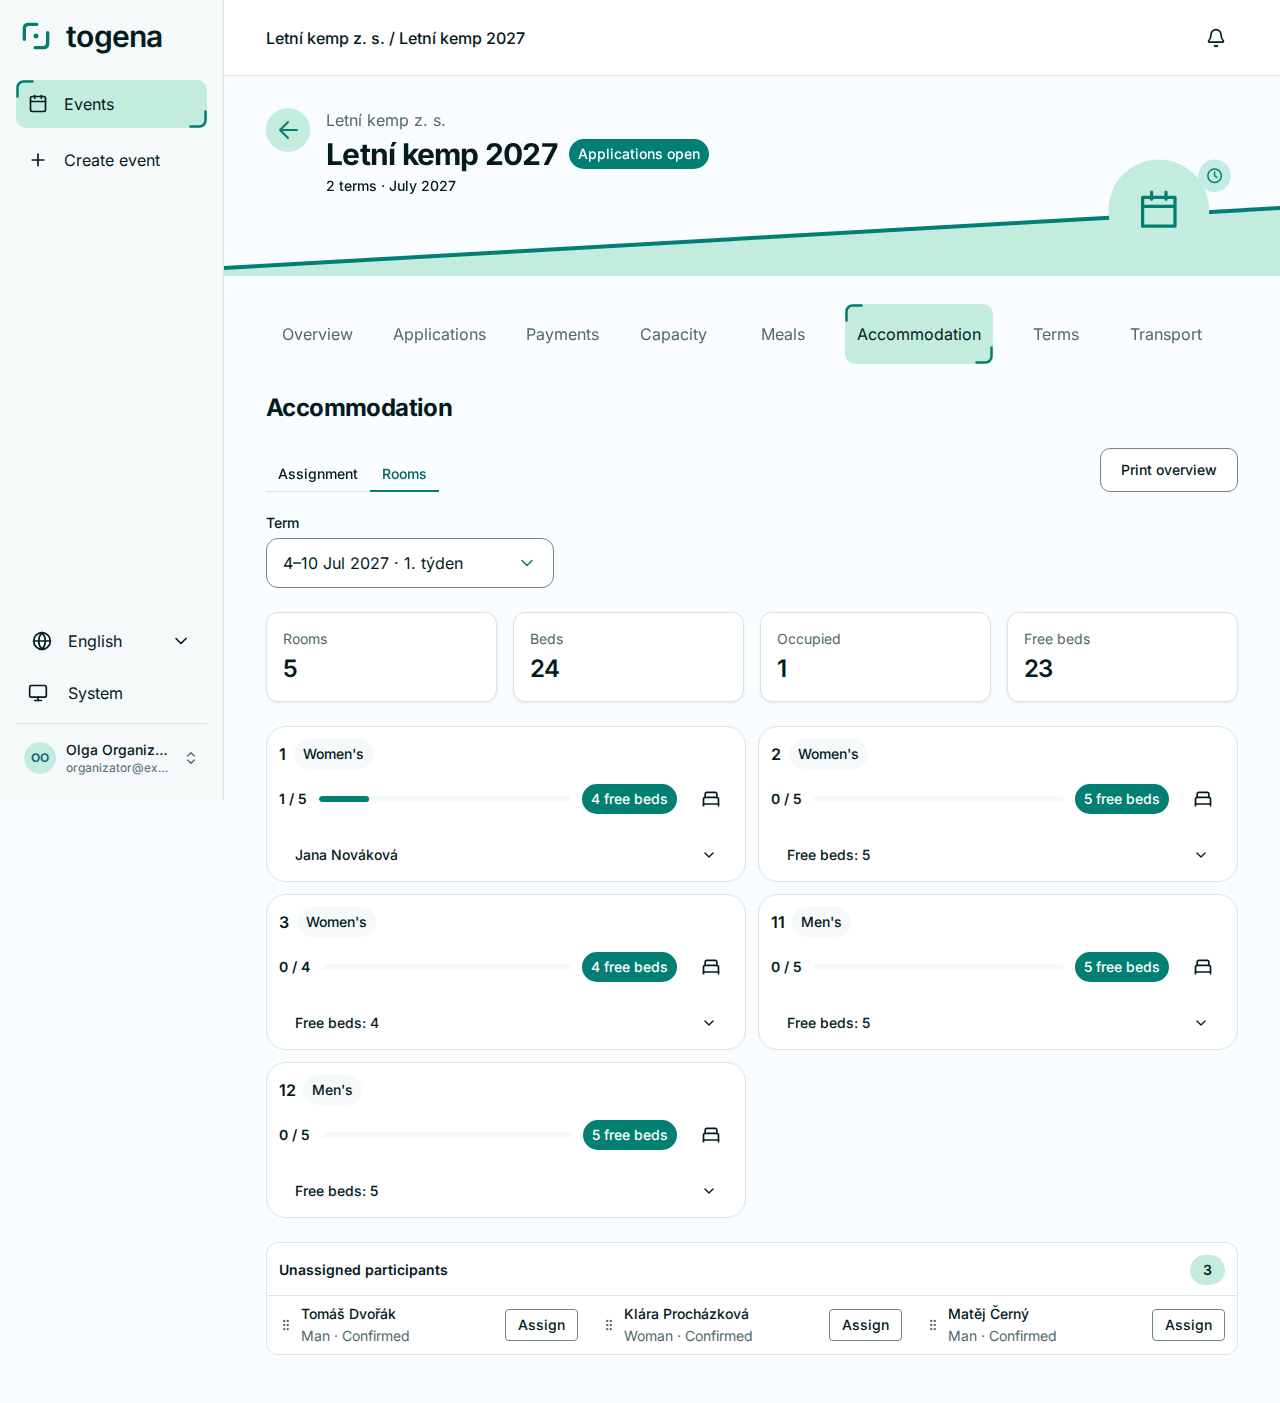 togena
Letní kemp z. s. / Letní kemp 2027
Events
Create event
Letní kemp z. s.
Letní kemp 2027
Applications open
2 terms · July 2027
Overview
Applications
Payments
Capacity
Meals
Accommodation
Terms
Transport
Accommodation
Assignment
Rooms
Print overview
Term
4–10 Jul 2027 · 1. týden
Rooms
5
Beds
24
Occupied
1
Free beds
23
1 Women's
1 / 5
4 free beds
Jana Nováková
2 Women's
0 / 5
5 free beds
Free beds: 5
3 Women's
0 / 4
4 free beds
Free beds: 4
11 Men's
0 / 5
5 free beds
Free beds: 5
12 Men's
0 / 5
5 free beds
Free beds: 5
Unassigned participants
3
Tomáš Dvořák
Man · Confirmed
Assign
Klára Procházková
Woman · Confirmed
Assign
Matěj Černý
Man · Confirmed
Assign
English
System
OO
Olga Organiz...
organizator@ex...